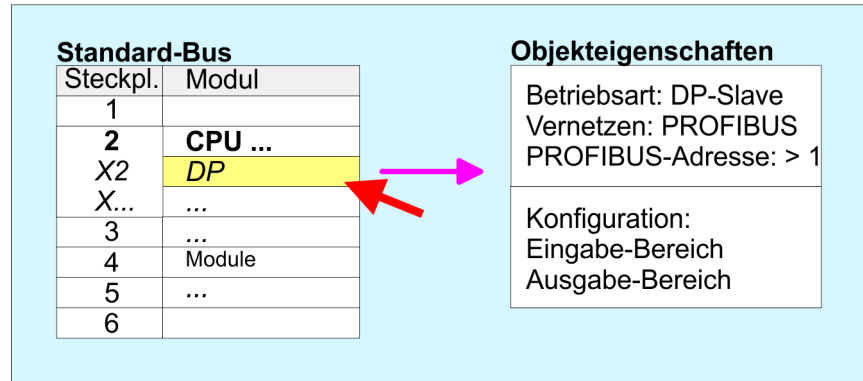 Standard-Bus
Steckpl. Modul
1
2 CPU ...
X2 DP
X... ...
3 ...
4 Module
5 ...
6
Objekteigenschaften
Betriebsart: DP-Slave
Vernetzen: PROFIBUS
PROFIBUS-Adresse: > 1
Konfiguration:
Eingabe-Bereich
Ausgabe-Bereich